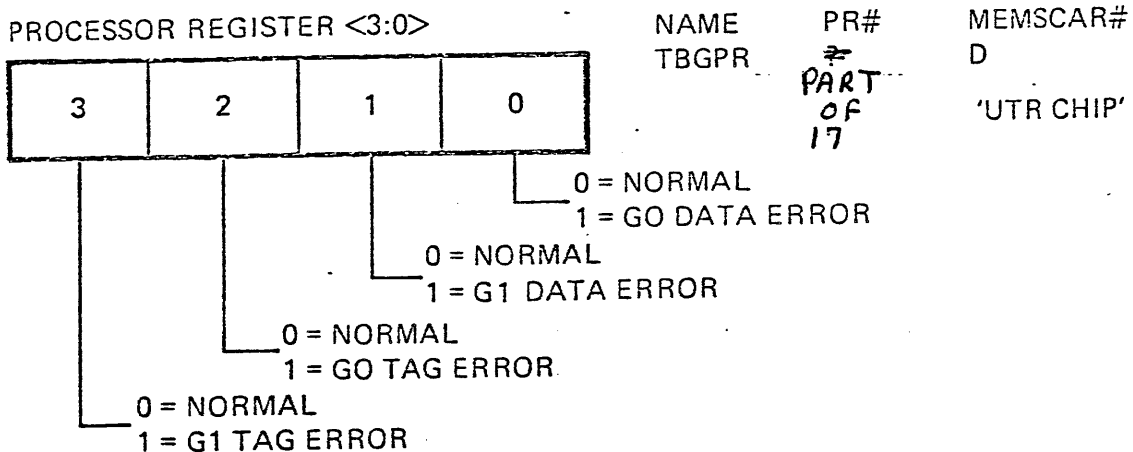 PROCESSOR REGISTER <3:0>
NAME PR# MEMSCAR#
TBGPR ? D
PART
OF 'UTR CHIP'
17
3 2 1 0
0 = NORMAL
1 = GO DATA ERROR
0 = NORMAL
1 = G1 DATA ERROR
0 = NORMAL
1 = GO TAG ERROR
0 = NORMAL
1 = G1 TAG ERROR